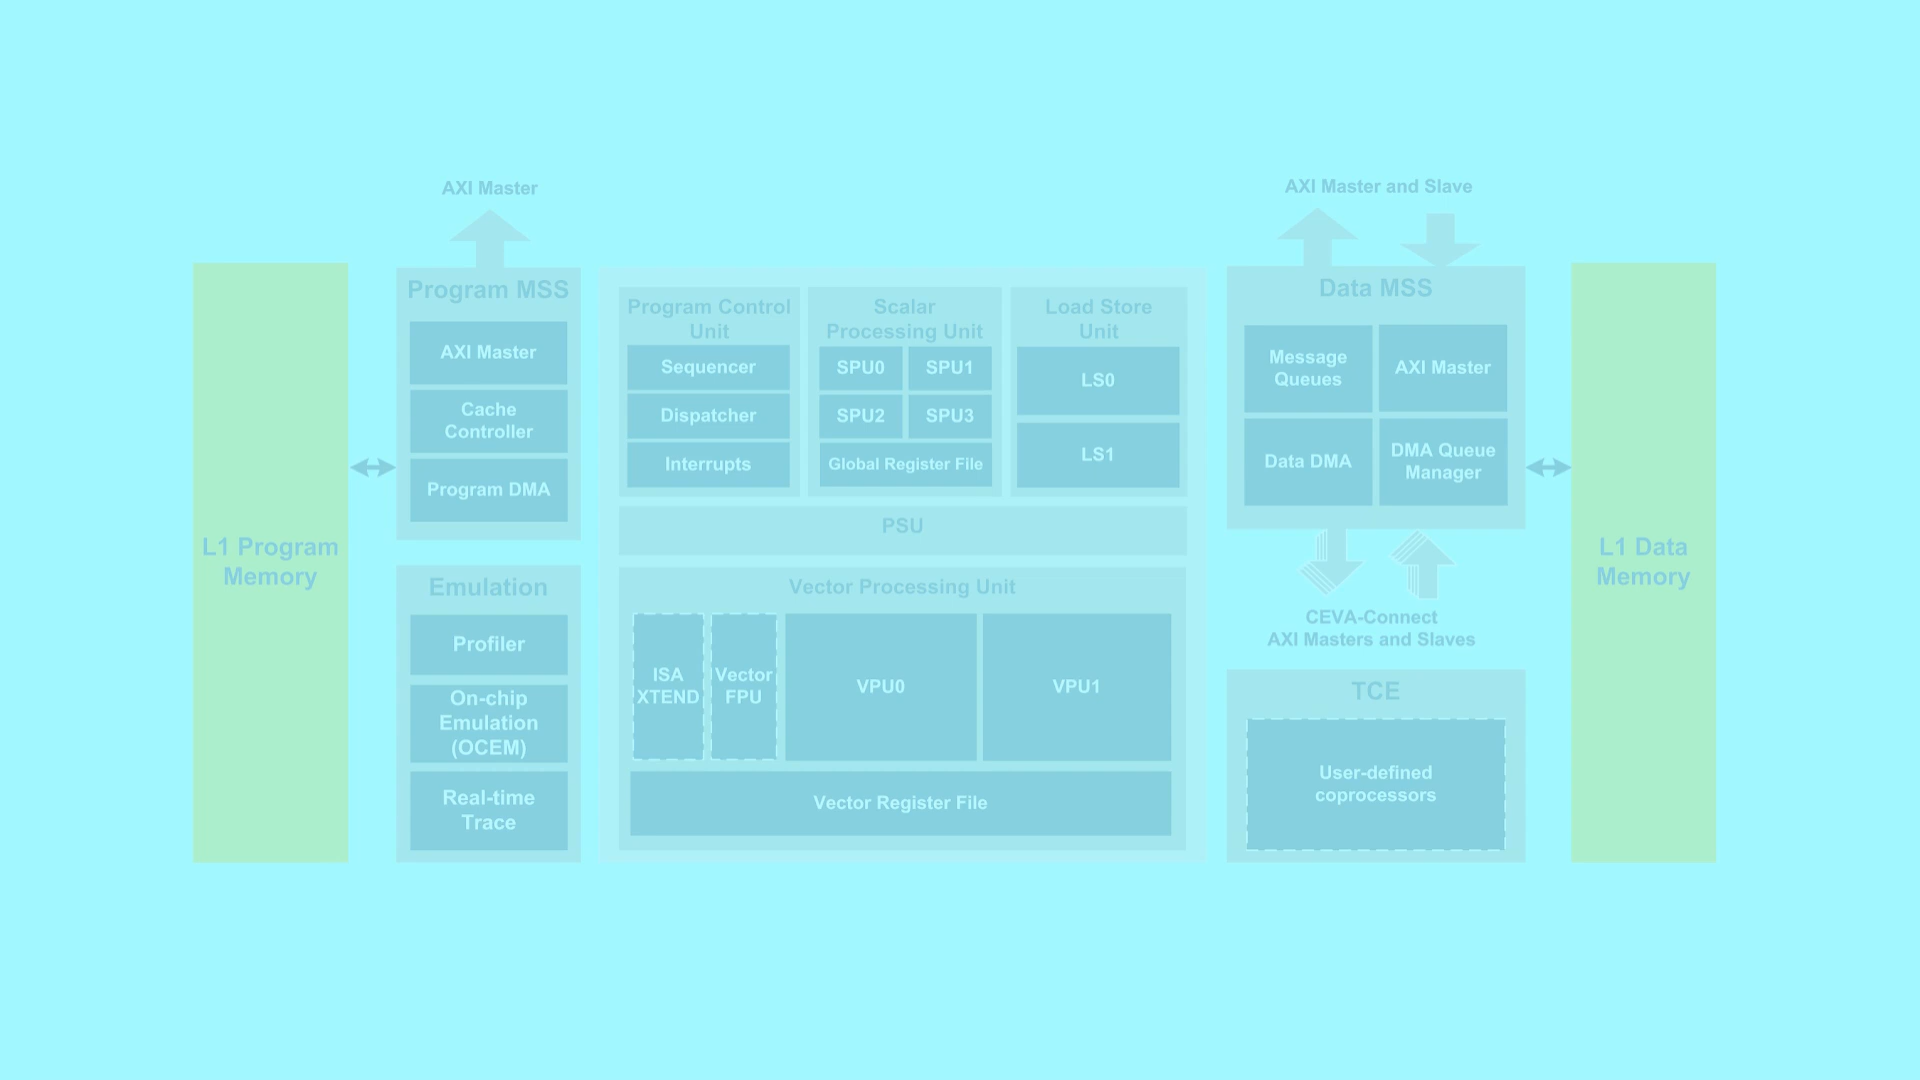 AXI Master
AXI Master and Slave
L1 Program
Memory
Program MSS
AXI Master
Cache
Controller
Program DMA
Emulation
Profiler
On-chip
Emulation
(OCEM)
Real-time
Trace
Program Control
Unit
Sequencer
Dispatcher
Interrupts
Scalar
Processing Unit
SPU0
SPU1
SPU2
SPU3
Global Register File
Load Store
Unit
LS0
LS1
PSU
Vector Processing Unit
ISA
XTEND
Vector
FPU
VPU0
VPU1
Vector Register File
Data MSS
Message
Queues
AXI Master
Data DMA
DMA Queue
Manager
CEVA-Connect
AXI Masters and Slaves
TCE
User-defined
coprocessors
L1 Data
Memory